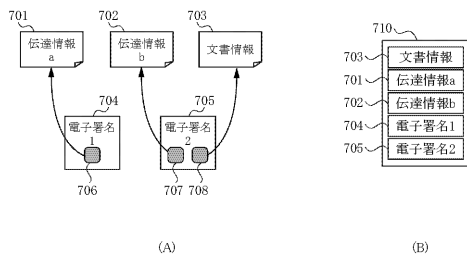 701
702
703
伝達情報
a
伝達情報
b
文書情報
704
705
電子署名
1
電子署名
2
706
707
708
(A)
710
703
文書情報
701
伝達情報a
702
伝達情報b
704
電子署名1
705
電子署名2
(B)